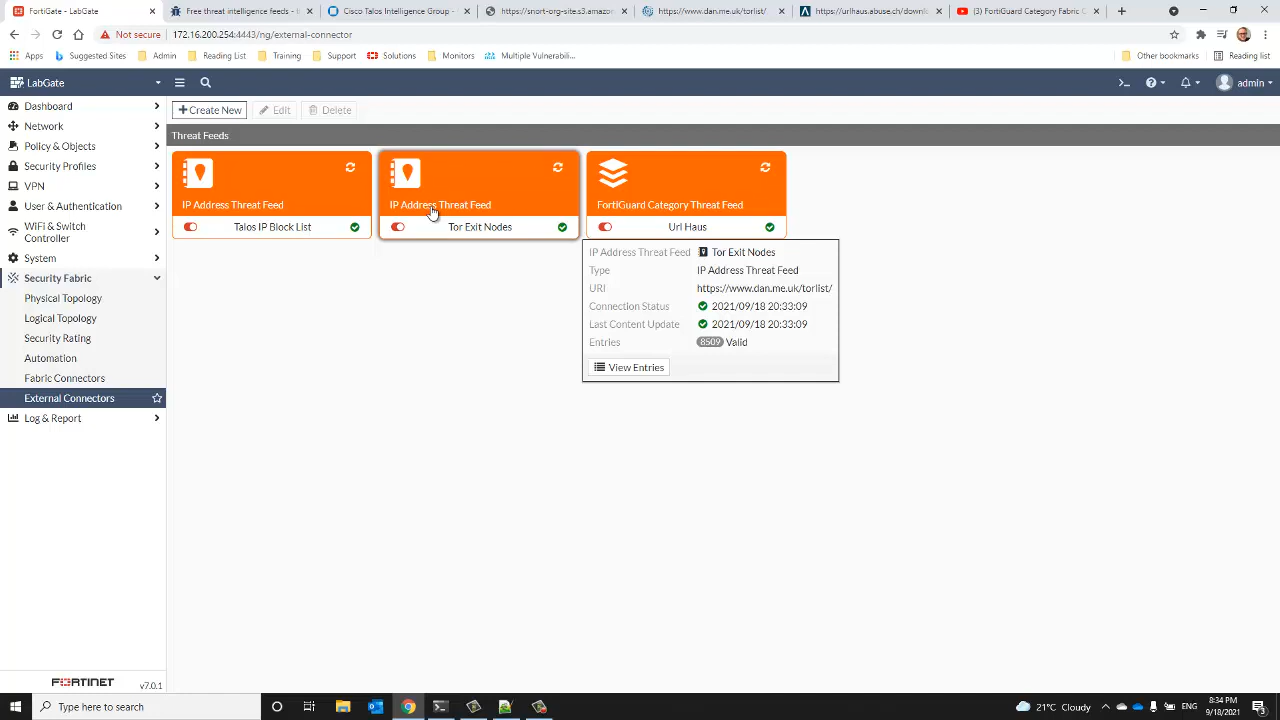 FortiGate - LabGate
Free threat intelligence feeds - t
Cisco Talos Intelligence Group -
https://snort-org-site.s3.amazon
https://www.dan.me.uk/torlist/
https://urlhaus.abuse.ch/downl
(3) FortiGuard Category Fabric C
Not secure
172.16.200.254:4443/ng/external-connector
Apps
Suggested Sites
Admin
Reading List
Training
Support
Solutions
Monitors
Multiple Vulnerabili...
Other bookmarks
Reading list
LabGate
admin
Dashboard
Network
Policy & Objects
Security Profiles
VPN
User & Authentication
WiFi & Switch
Controller
System
Security Fabric
Physical Topology
Logical Topology
Security Rating
Automation
Fabric Connectors
External Connectors
Log & Report
FORTINET
v7.0.1
+ Create New
Edit
Delete
Threat Feeds
IP Address Threat Feed
Talos IP Block List
IP Address Threat Feed
Tor Exit Nodes
FortiGuard Category Threat Feed
Url Haus
IP Address Threat Feed Tor Exit Nodes
Type IP Address Threat Feed
URI https://www.dan.me.uk/torlist/
Connection Status 2021/09/18 20:33:09
Last Content Update 2021/09/18 20:33:09
Entries 8509 Valid
View Entries
Type here to search
21°C Cloudy
ENG
8:34 PM
9/18/2021